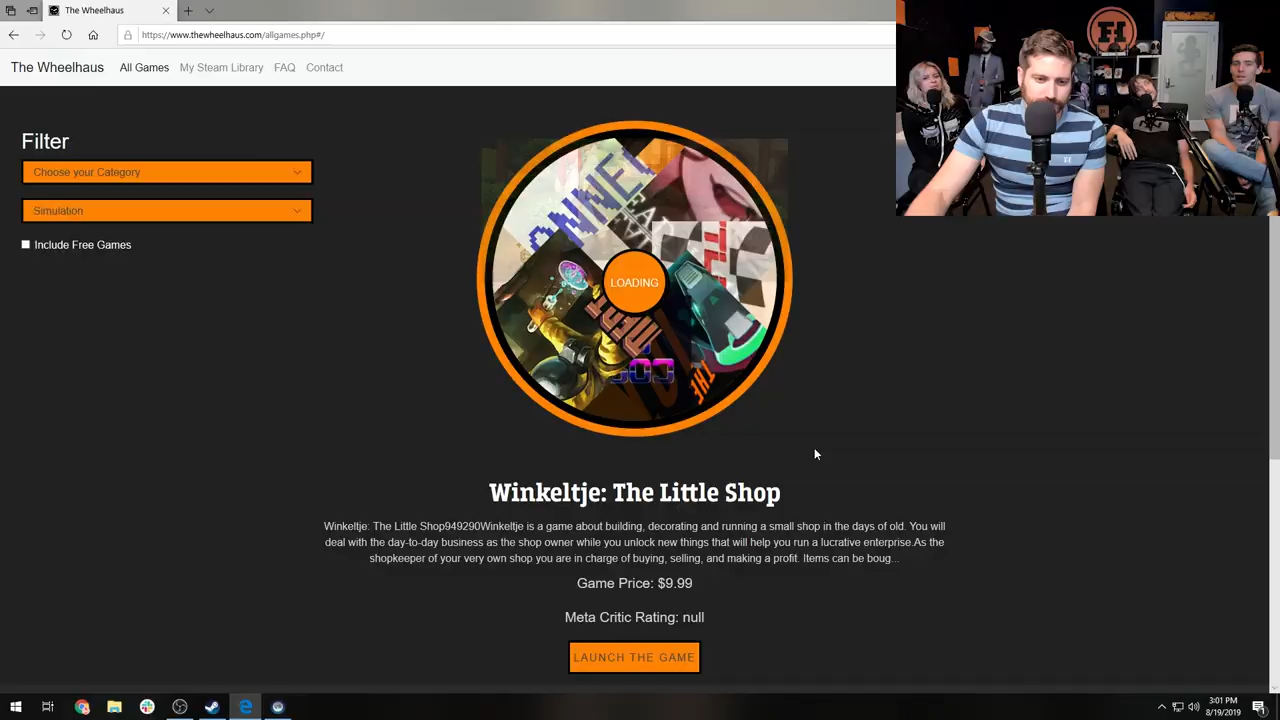 The Wheelhaus
https://www.thewheelhaus.com/allgames.php#/
The Wheelhaus
All Games
My Steam Library
FAQ
Contact
Filter
Choose your Category
Simulation
Include Free Games
LOADING
THE
Winkeltje: The Little Shop
Winkeltje: The Little Shop949290Winkeltje is a game about building, decorating and running a small shop in the days of old. You will
deal with the day-to-day business as the shop owner while you unlock new things that will help you run a lucrative enterprise.As the
shopkeeper of your very own shop you are in charge of buying, selling, and making a profit. Items can be boug...
Game Price: $9.99
Meta Critic Rating: null
LAUNCH THE GAME
3:01 PM
8/19/2019